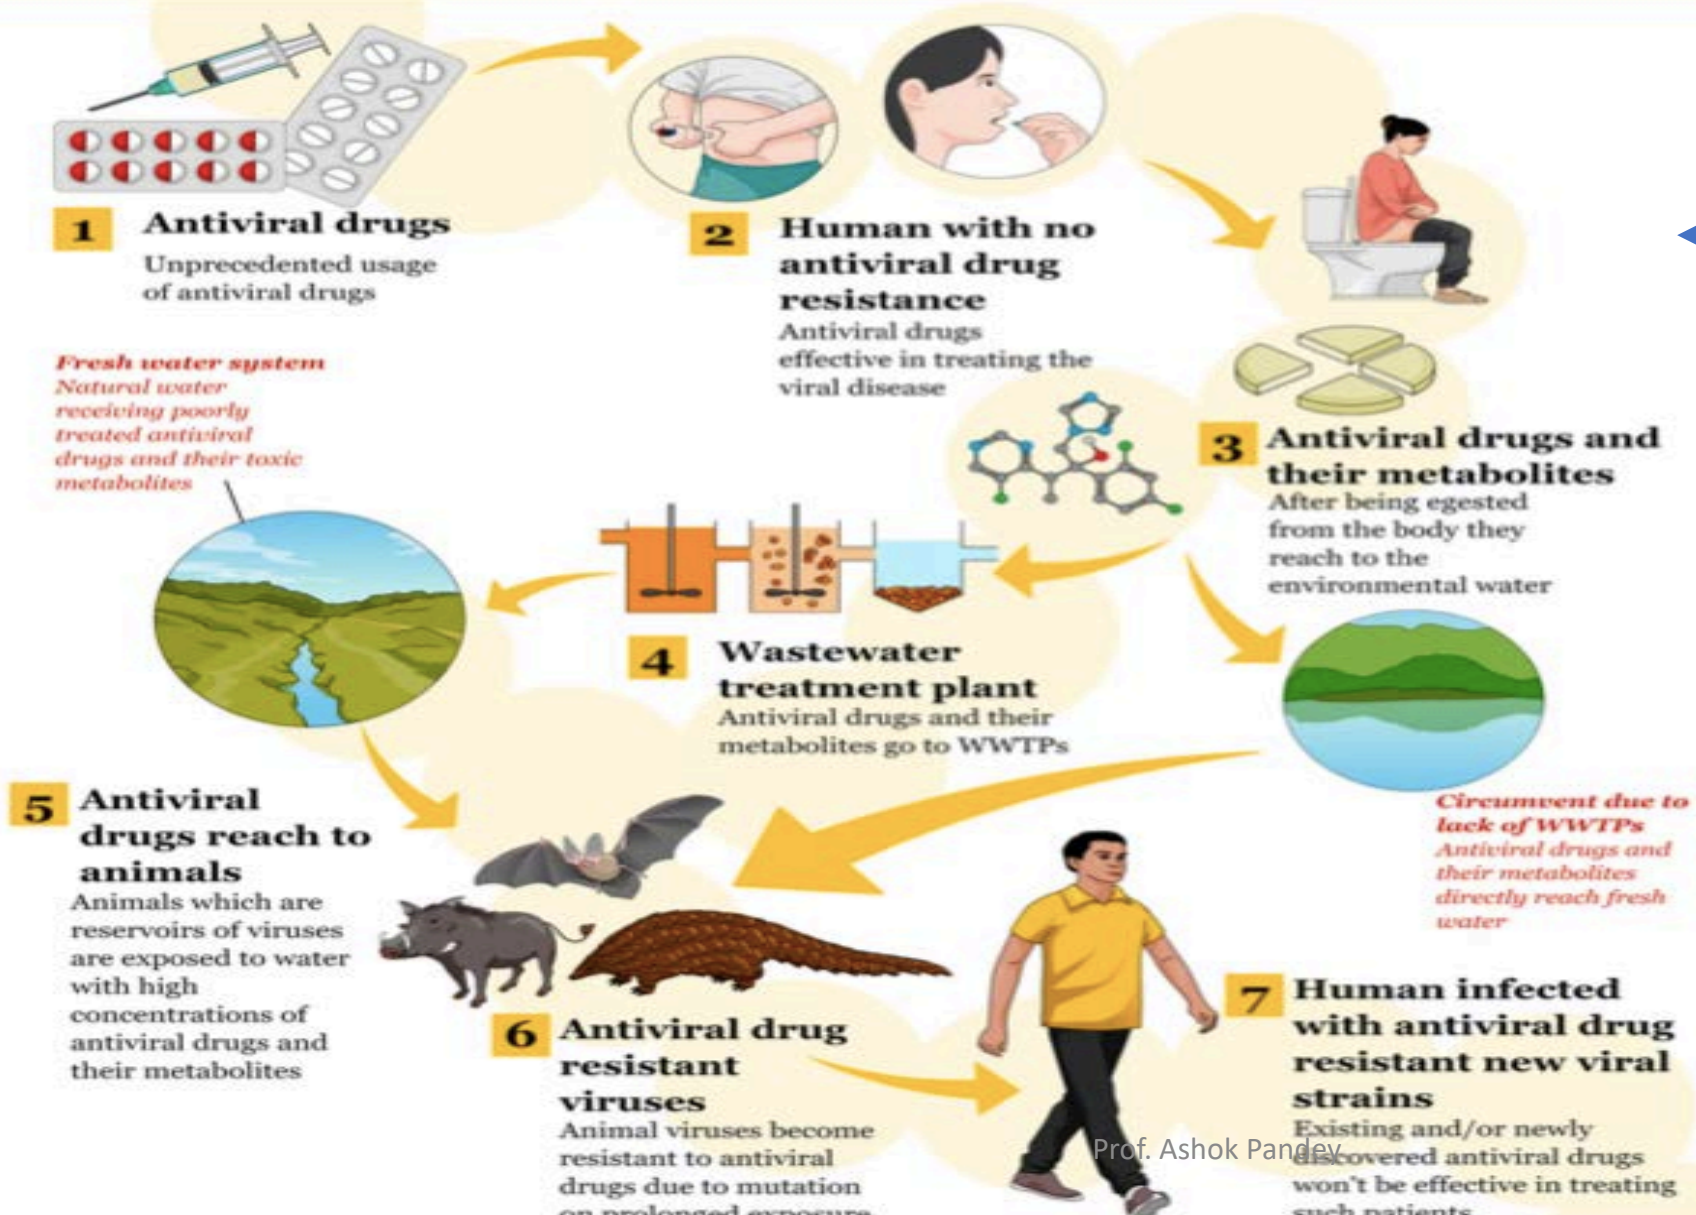 1
Antiviral drugs
Unprecedented usage
of antiviral drugs
2
Human with no
antiviral drug
resistance
Antiviral drugs
effective in treating the
viral disease
Fresh water system
Natural water
receiving poorly
treated antiviral
drugs and their toxic
metabolites
3
Antiviral drugs and
their metabolites
After being egested
from the body they
reach to the
environmental water
4
Wastewater
treatment plant
Antiviral drugs and their
metabolites go to WWTPs
Circumvent due to
lack of WWTPs
Antiviral drugs and
their metabolites
directly reach fresh
water
5
Antiviral
drugs reach to
animals
Animals which are
reservoirs of viruses
are exposed to water
with high
concentrations of
antiviral drugs and
their metabolites
6
Antiviral drug
resistant
viruses
Animal viruses become
resistant to antiviral
drugs due to mutation
on prolonged exposure
7
Human infected
with antiviral drug
resistant new viral
strains
Existing and/or newly
discovered antiviral drugs
won't be effective in treating
such patients
Prof. Ashok Pandey